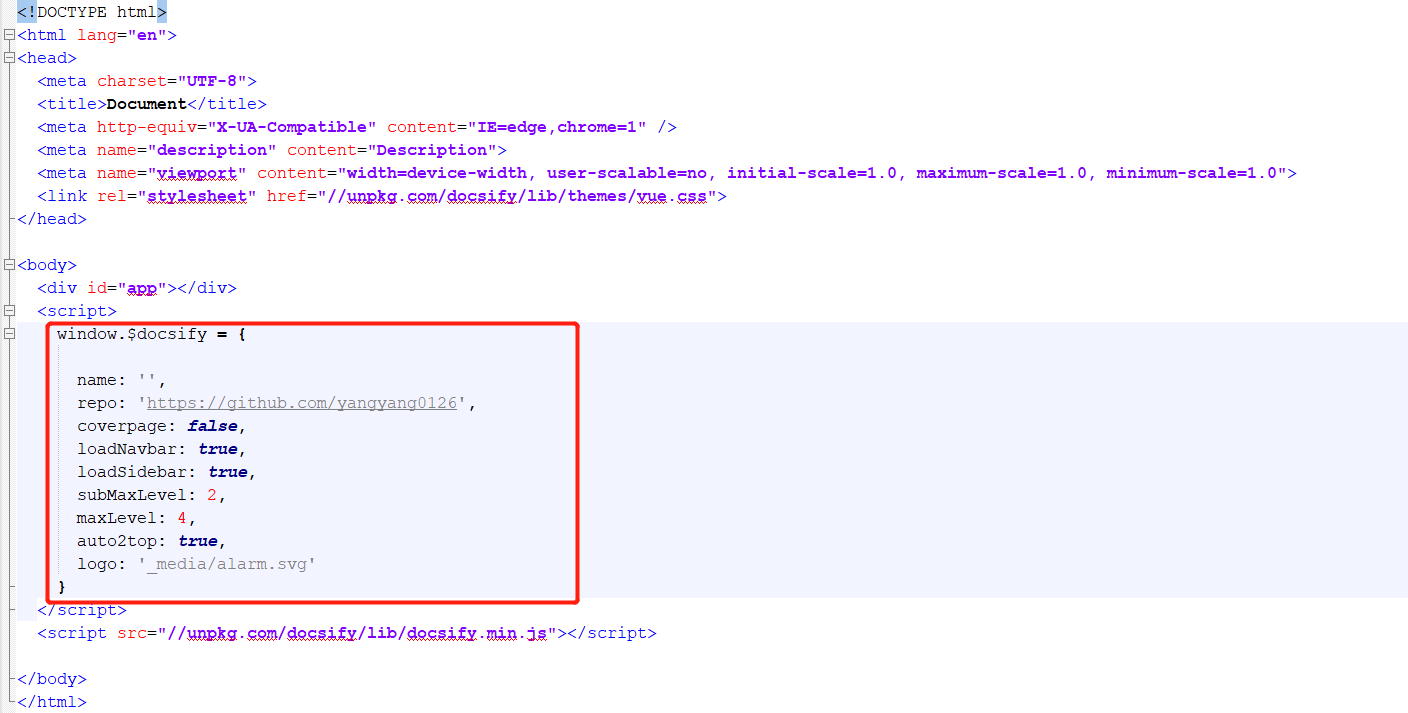 <!DOCTYPE html>
<html lang="en">
<head>
  <meta charset="UTF-8">
  <title>Document</title>
  <meta http-equiv="X-UA-Compatible" content="IE=edge,chrome=1" />
  <meta name="description" content="Description">
  <meta name="viewport" content="width=device-width, user-scalable=no, initial-scale=1.0, maximum-scale=1.0, minimum-scale=1.0">
  <link rel="stylesheet" href="//unpkg.com/docsify/lib/themes/vue.css">
</head>
<body>
  <div id="app"></div>
  <script>
    window.$docsify = {
      name: '',
      repo: 'https://github.com/yangyang0126',
      coverpage: false,
      loadNavbar: true,
      loadSidebar: true,
      subMaxLevel: 2,
      maxLevel: 4,
      auto2top: true,
      logo: '_media/alarm.svg'
    }
  </script>
  <script src="//unpkg.com/docsify/lib/docsify.min.js"></script>
</body>
</html>